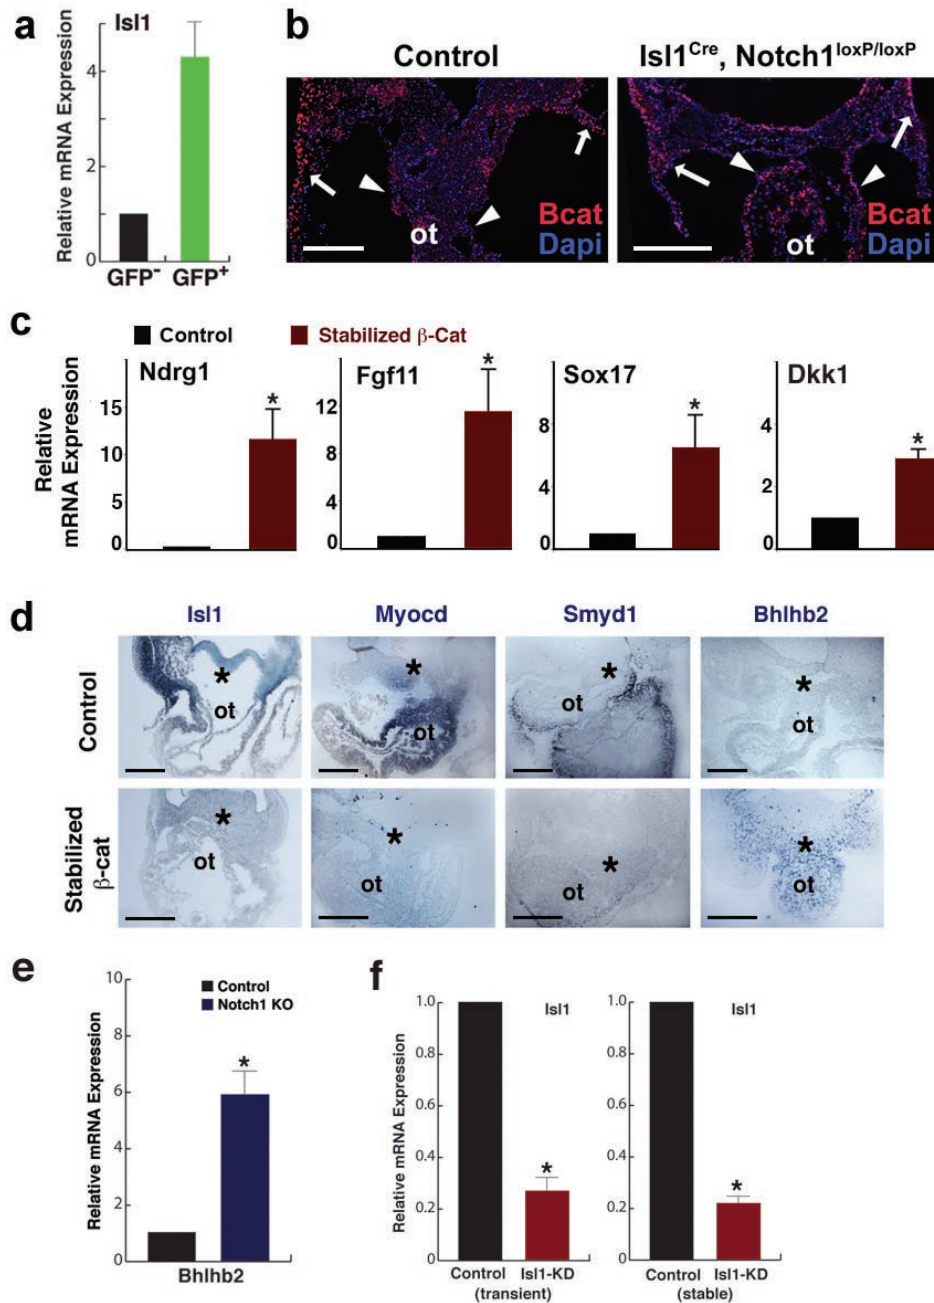 a
Isl1
Relative mRNA Expression
4
2
0
GFP⁻ GFP⁺
b
Control
Isl1ᶜʳᵉ, Notch1ˡᵒˣᴾ/ˡᵒˣᴾ
ot
Bcat
Dapi
ot
Bcat
Dapi
c
Control
Stabilized β-Cat
Relative
mRNA Expression
Ndrg1
15
10
5
0
*
Fgf11
12
8
4
0
*
Sox17
8
4
0
*
Dkk1
4
2
0
*
d
Isl1 Myocd Smyd1 Bhlhb2
Control
* ot
* ot
* ot
* ot
Stabilized
β-cat
* ot
* ot
* ot
* ot
e
Relative mRNA Expression
10
8
6
4
2
0
Control
Notch1 KO
*
Bhlhb2
f
Relative mRNA Expression
1.0
0.8
0.6
0.4
0.2
0
Isl1
*
Control Isl1-KD
(transient)
1.0
0.8
0.6
0.4
0.2
0
Isl1
*
Control Isl1-KD
(stable)